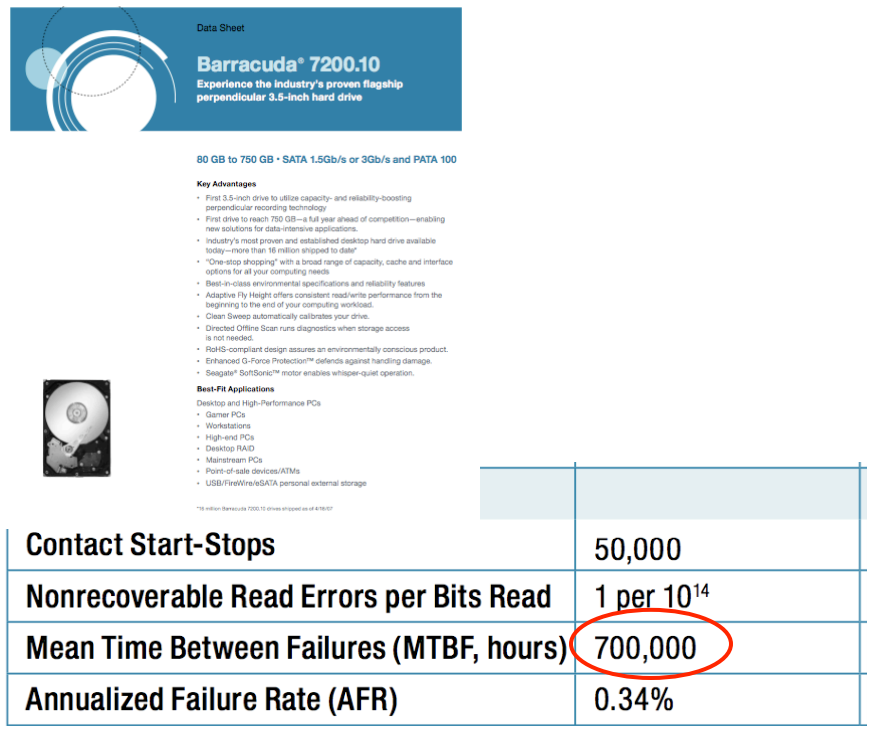 Data Sheet
Barracuda® 7200.10
Experience the industry's proven flagship
perpendicular 3.5-inch hard drive
80 GB to 750 GB • SATA 1.5Gb/s or 3Gb/s and PATA 100
Key Advantages
• First 3.5-inch drive to utilize capacity- and reliability-boosting
perpendicular recording technology
• First drive to reach 750 GB—a full year ahead of competition—enabling
new solutions for data-intensive applications.
• Industry's most proven and established desktop hard drive available
today—more than 16 million shipped to date*
• "One-stop shopping" with a broad range of capacity, cache and interface
options for all your computing needs
• Best-in-class environmental specifications and reliability features
• Adaptive Fly Height offers consistent read/write performance from the
beginning to the end of your computing workload.
• Clean Sweep automatically calibrates your drive.
• Directed Offline Scan runs diagnostics when storage access
is not needed.
• RoHS-compliant design assures an environmentally conscious product.
• Enhanced G-Force Protection™ defends against handling damage.
• Seagate® SoftSonic™ motor enables whisper-quiet operation.
Best-Fit Applications
Desktop and High-Performance PCs
• Gamer PCs
• Workstations
• High-end PCs
• Desktop RAID
• Mainstream PCs
• Point-of-sale devices/ATMs
• USB/FireWire/eSATA personal external storage
*16 million Barracuda 7200.10 drives shipped as of 4/19/07
Contact Start-Stops 50,000
Nonrecoverable Read Errors per Bits Read 1 per 10¹⁴
Mean Time Between Failures (MTBF, hours) 700,000
Annualized Failure Rate (AFR) 0.34%